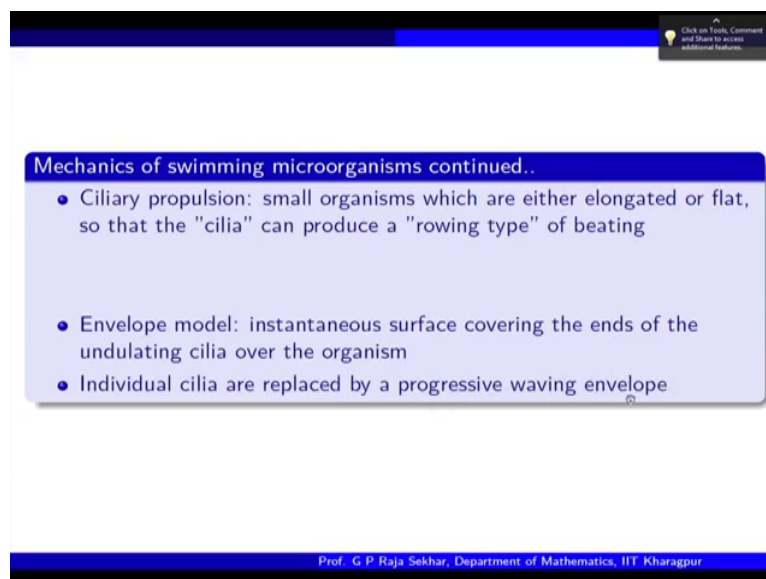 Click on Tools, Comment
and Share to access
additional features.
Mechanics of swimming microorganisms continued..
Ciliary propulsion: small organisms which are either elongated or flat,
so that the "cilia" can produce a "rowing type" of beating
Envelope model: instantaneous surface covering the ends of the
undulating cilia over the organism
Individual cilia are replaced by a progressive waving envelope
Prof. G P Raja Sekhar, Department of Mathematics, IIT Kharagpur